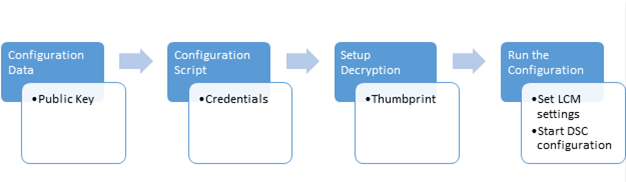 Configuration
Data
•Public Key
Configuration
Script
•Credentials
Setup
Decryption
•Thumbprint
Run the
Configuration
•Set LCM
settings
•Start DSC
configuration